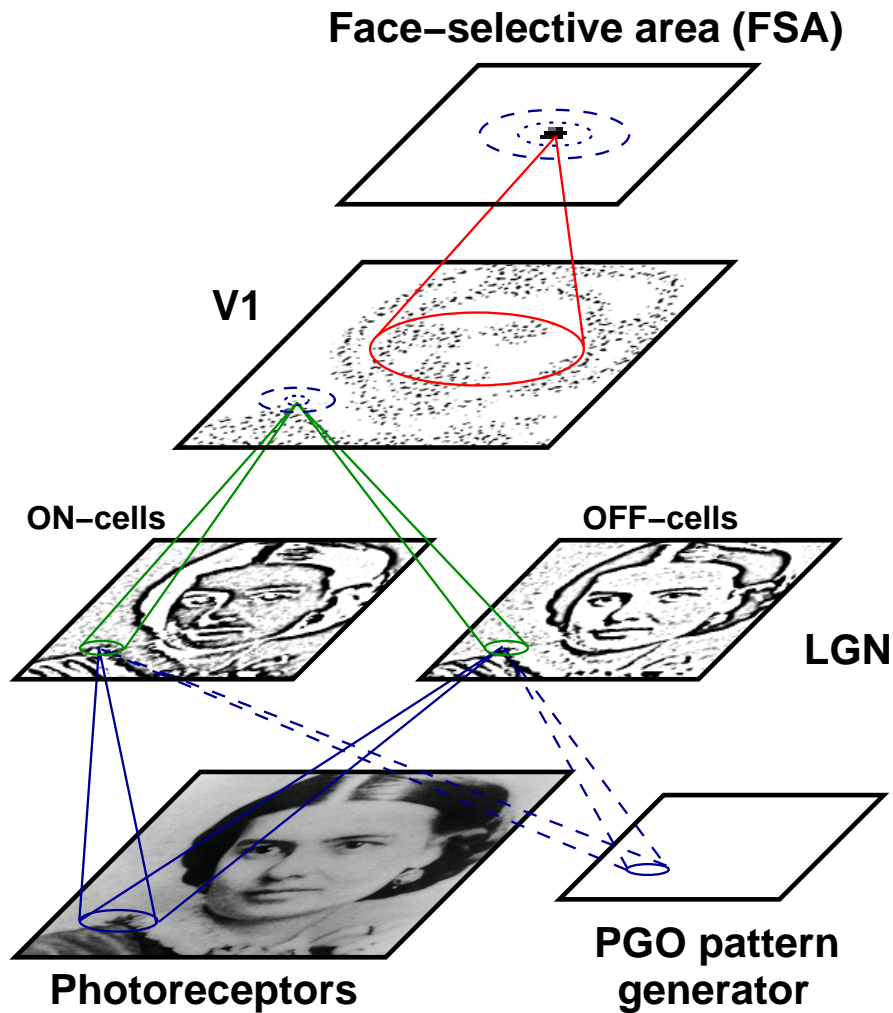 Face−selective area (FSA)
V1
ON−cells
OFF−cells
LGN
PGO pattern
generator
Photoreceptors